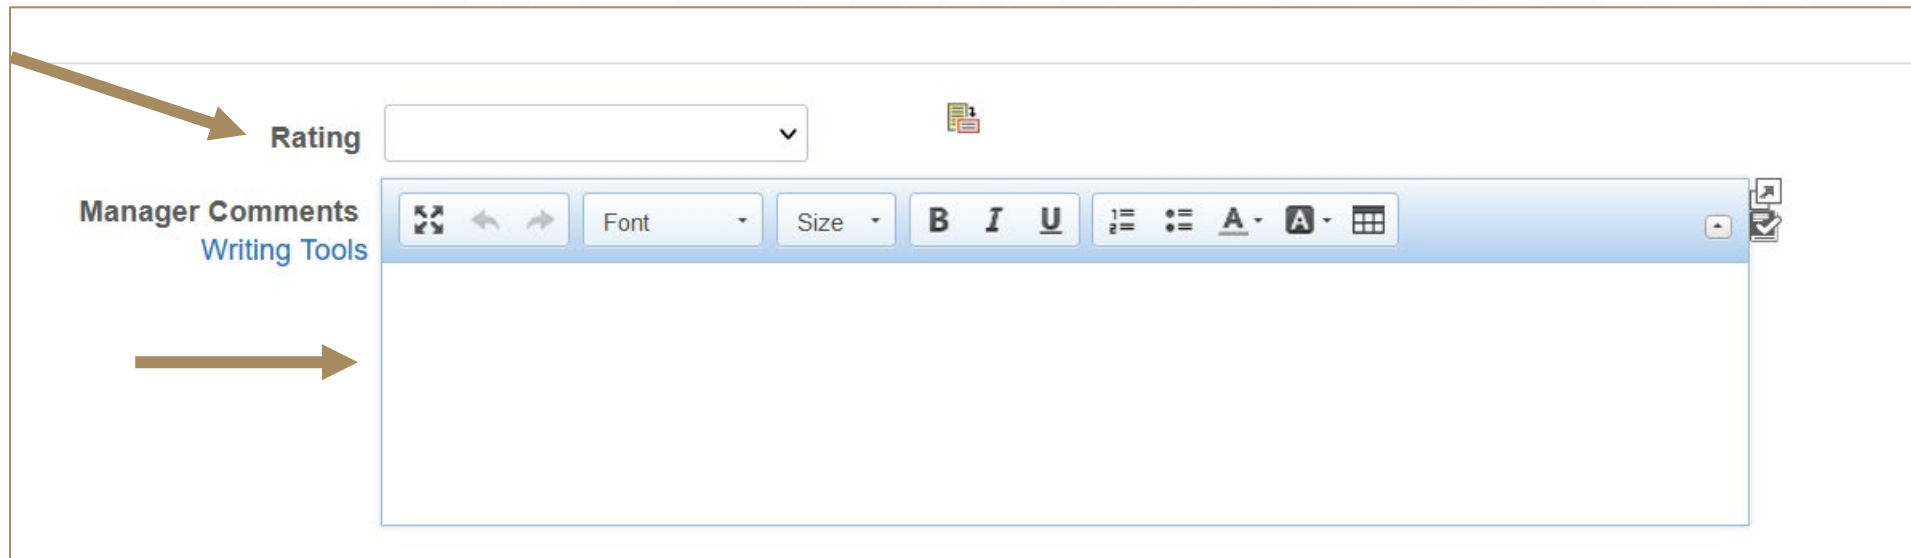 Rating
Manager Comments
Font
Size
B I U
A
A
Writing Tools